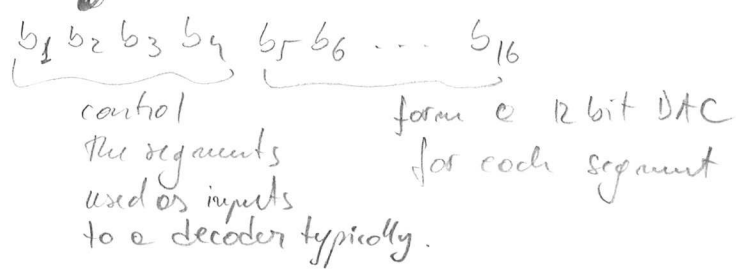 b1 b2 b3 b4 b5 b6 .... b16
control
the segments
used as inputs
to a decoder typically.
form a 12 bit DAC
for each segment